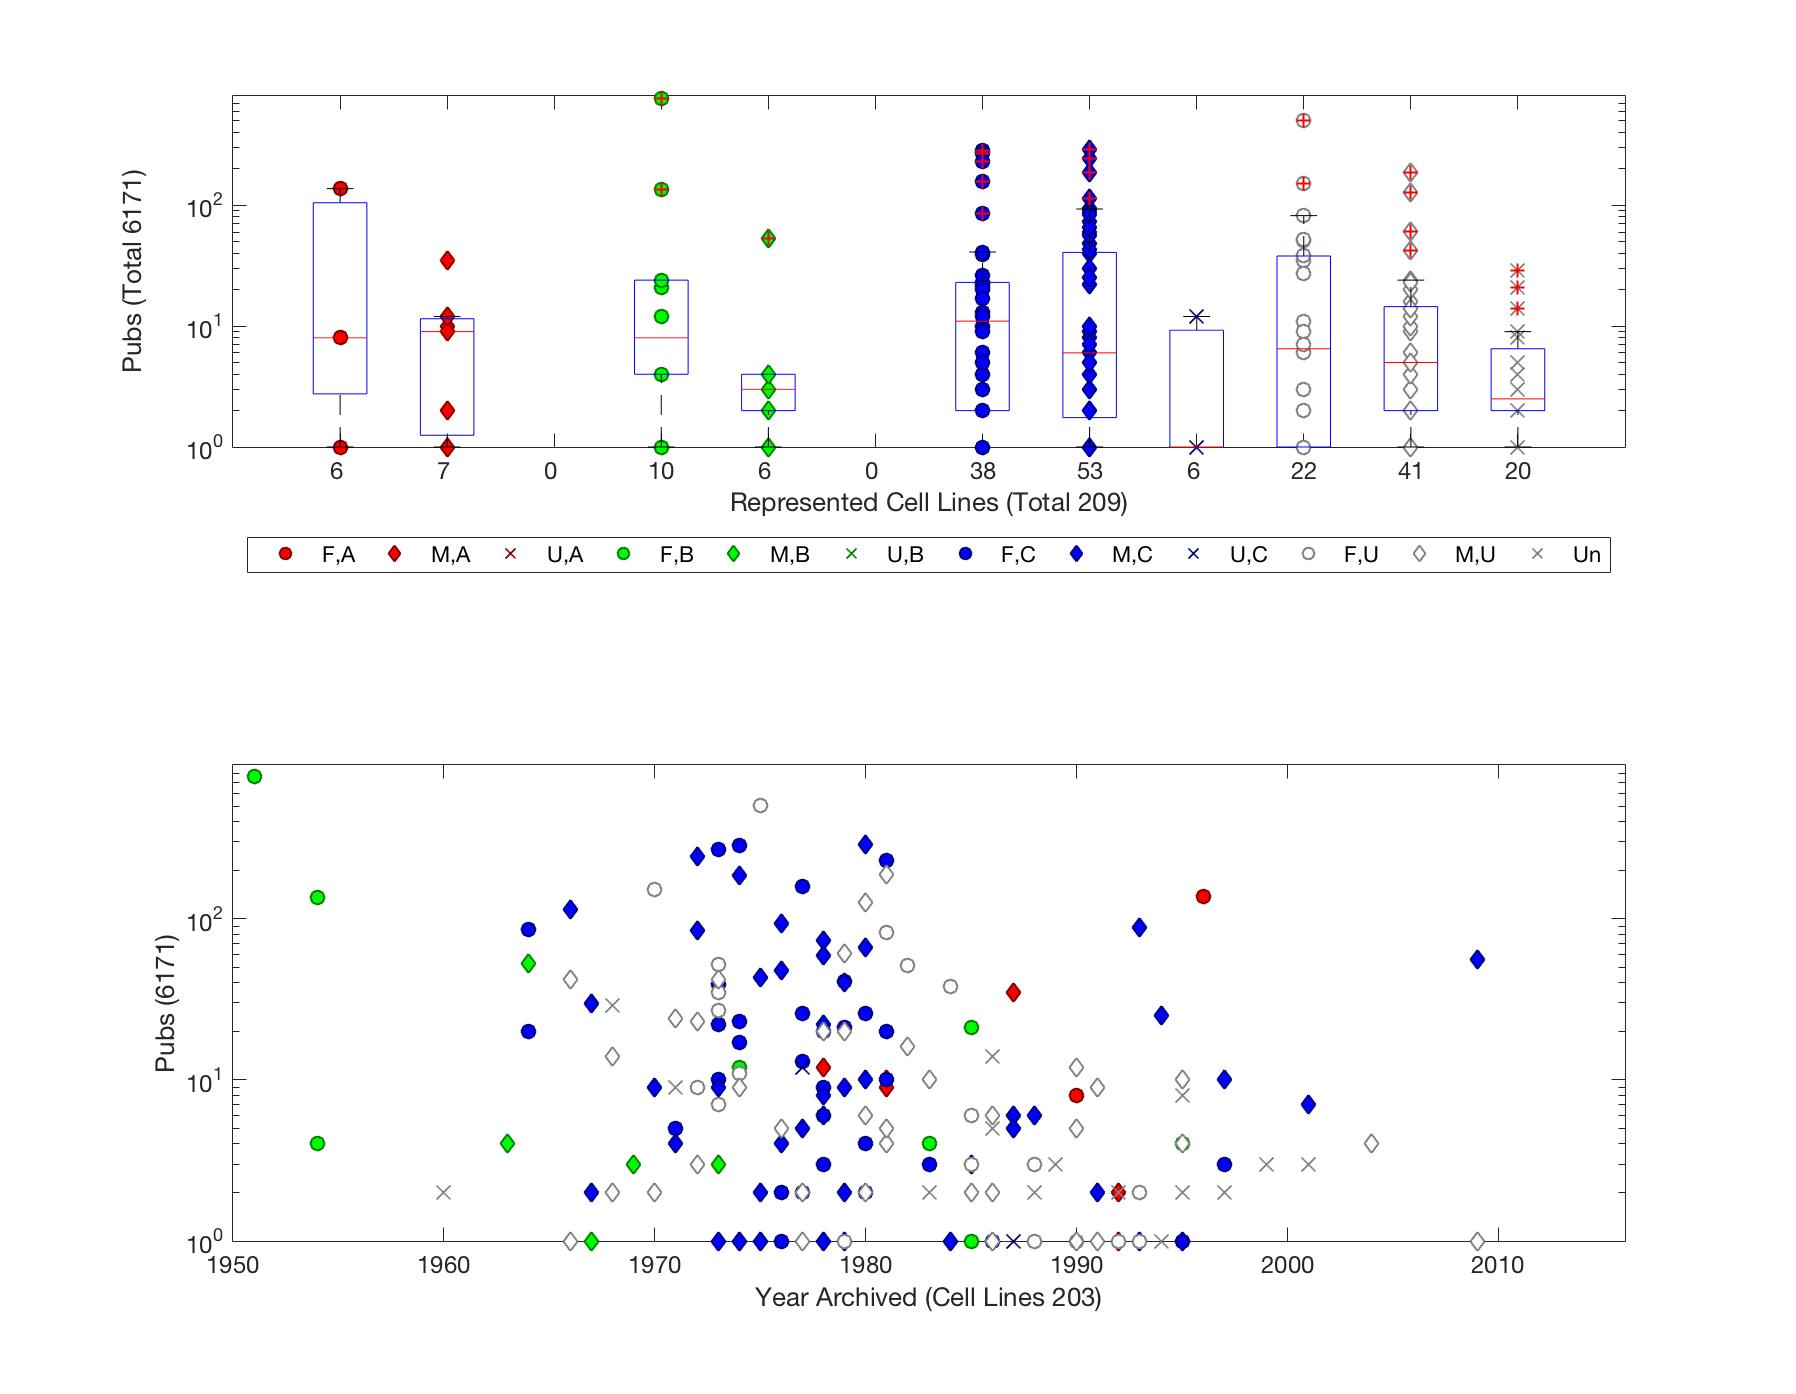 Pubs (Total 6171)
10^2
10^1
10^0
6 7 0 10 6 0 38 53 6 22 41 20
Represented Cell Lines (Total 209)
F,A M,A U,A F,B M,B U,B F,C M,C U,C F,U M,U Un
Pubs (6171)
10^2
10^1
10^0
1950 1960 1970 1980 1990 2000 2010
Year Archived (Cell Lines 203)